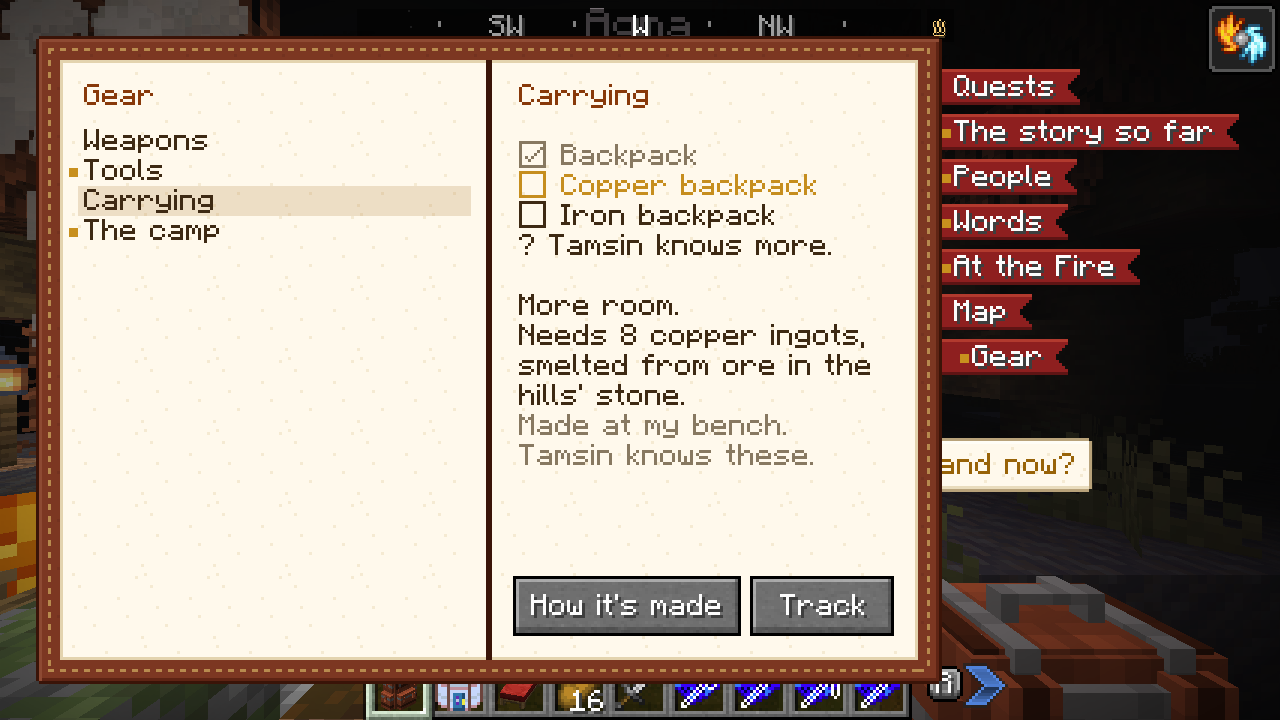 SW
W
NW
Gear
Weapons
Tools
Carrying
The camp
Carrying
Backpack
Copper backpack
Iron backpack
? Tamsin knows more.
More room.
Needs 8 copper ingots,
smelted from ore in the
hills' stone.
Made at my bench.
Tamsin knows these.
How it's made
Track
Quests
The story so far
People
Words
At the Fire
Map
Gear
and now?
16